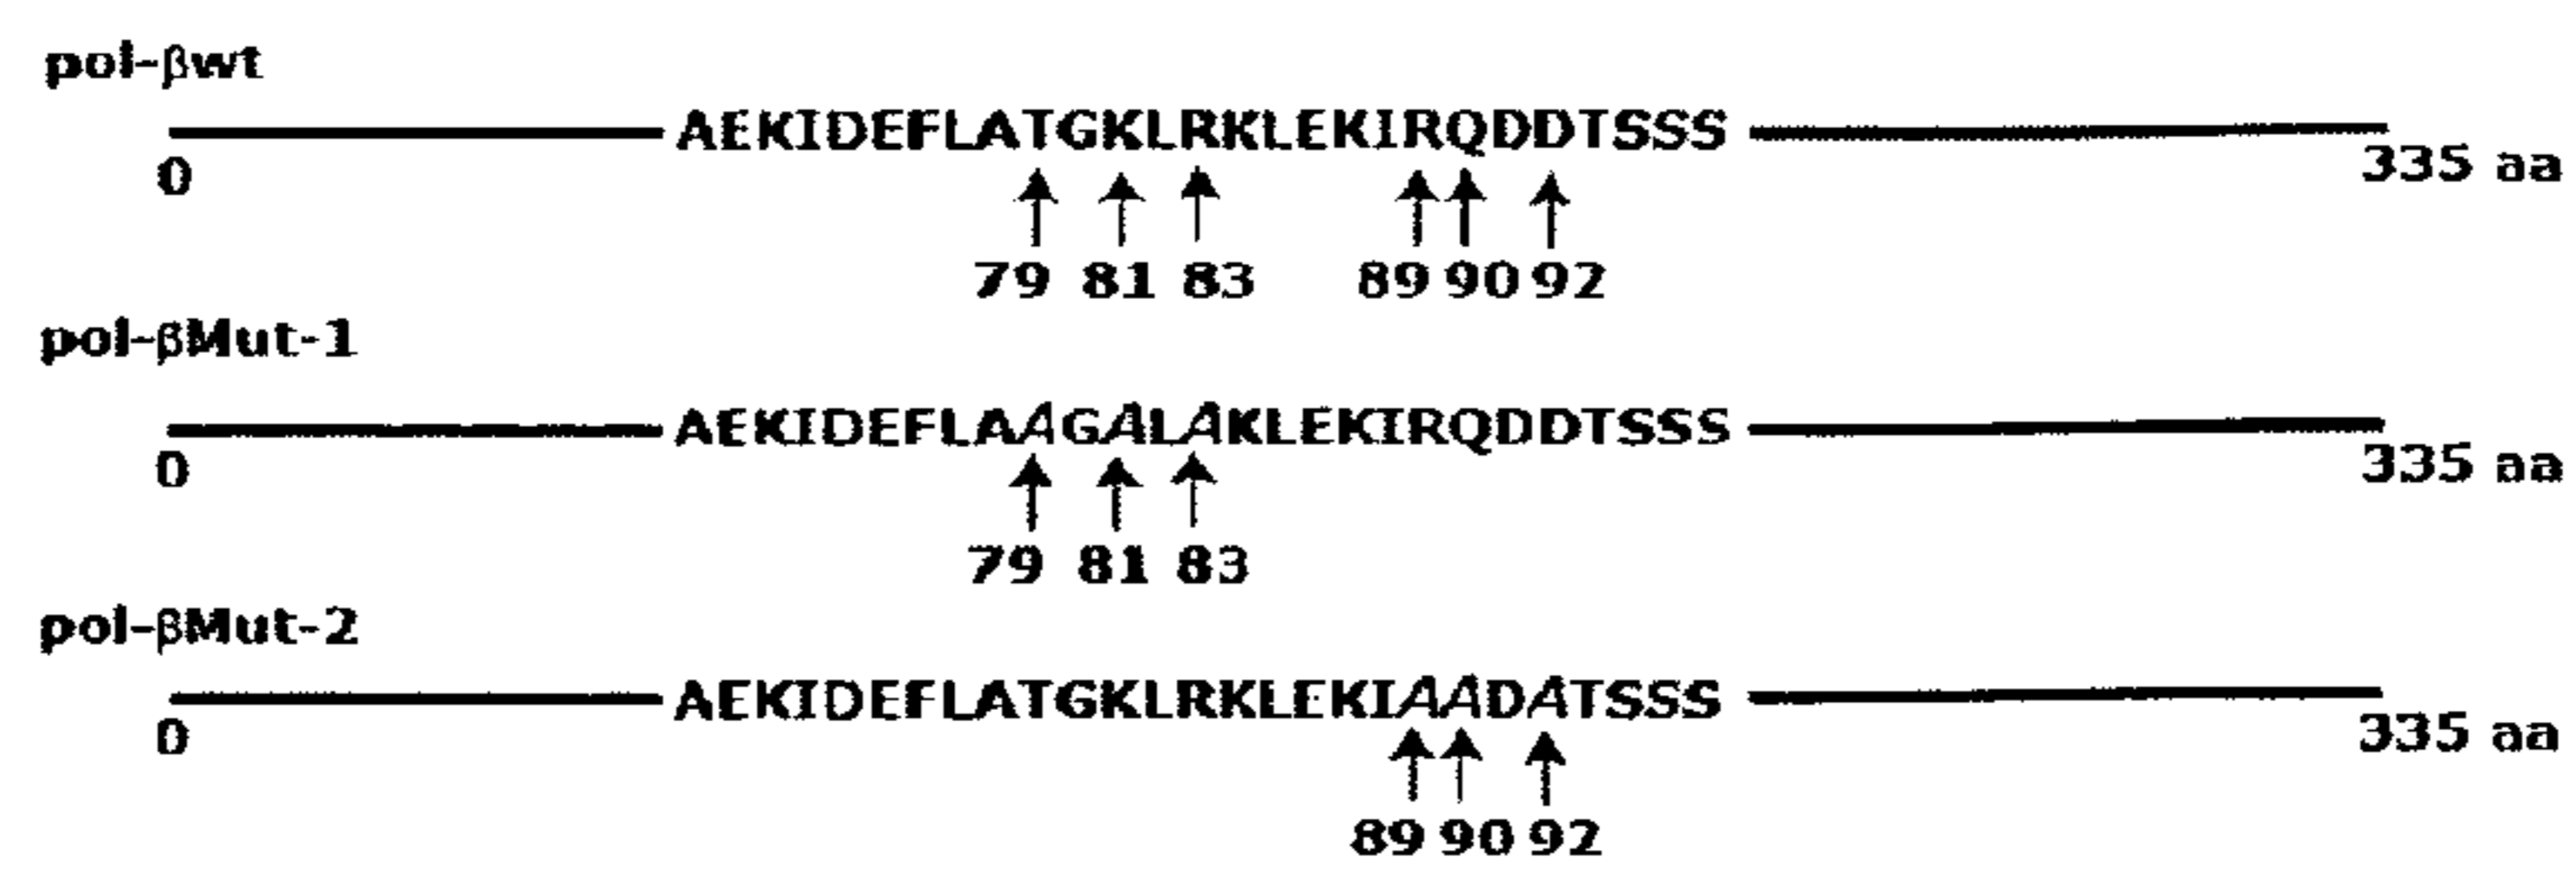 pol-βwt
AEKIDEFLATGKLRKLEKIRQDDTSSS
0 335 aa
79 81 83 89 90 92
pol-βMut-1
AEKIDEFLAAGALAKLEKIRQDDTSSS
0 335 aa
79 81 83
pol-βMut-2
AEKIDEFLATGKLRKLEKIAADATSSS
0 335 aa
89 90 92